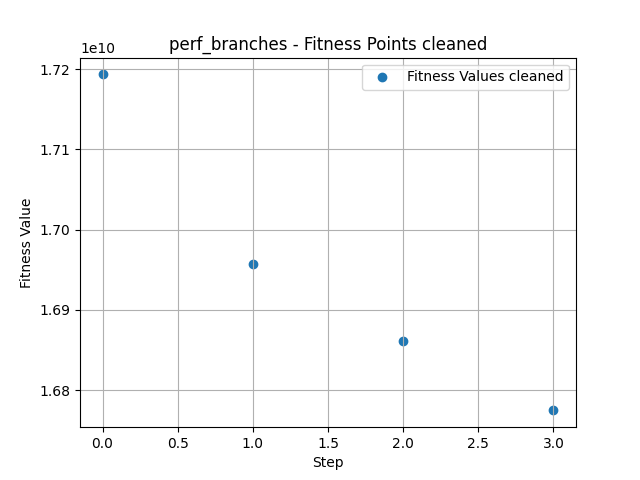 perf_branches - Fitness Points cleaned
1e10
Fitness Values cleaned
1.72
1.71
1.70
1.69
1.68
Fitness Value
0.0 0.5 1.0 1.5 2.0 2.5 3.0
Step